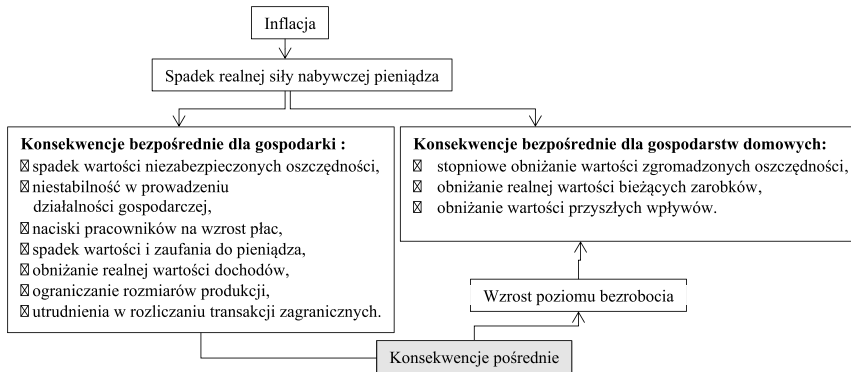 Inflacja
Spadek realnej siły nabywczej pieniądza
Konsekwencje bezpośrednie dla gospodarki :
spadek wartości niezabezpieczonych oszczędności,
niestabilność w prowadzeniu
działalności gospodarczej,
naciski pracowników na wzrost płac,
spadek wartości i zaufania do pieniądza,
obniżanie realnej wartości dochodów,
ograniczanie rozmiarów produkcji,
utrudnienia w rozliczaniu transakcji zagranicznych.
Konsekwencje bezpośrednie dla gospodarstw domowych:
stopniowe obniżanie wartości zgromadzonych oszczędności,
obniżanie realnej wartości bieżących zarobków,
obniżanie wartości przyszłych wpływów.
Wzrost poziomu bezrobocia
Konsekwencje pośrednie